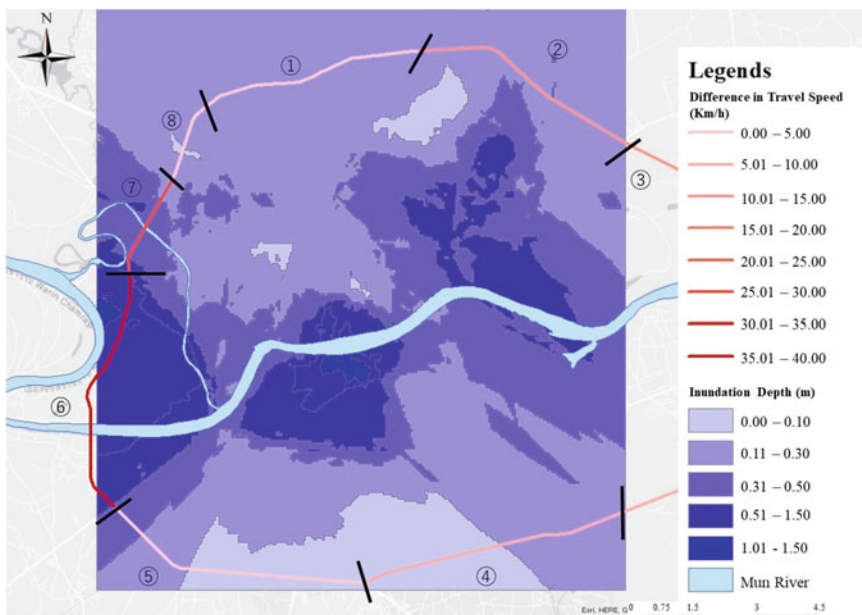 N
①
②
③
④
⑤
⑥
⑦
⑧
Legends
Difference in Travel Speed
(Km/h)
0.00 – 5.00
5.01 – 10.00
10.01 – 15.00
15.01 – 20.00
20.01 – 25.00
25.01 – 30.00
30.01 – 35.00
35.01 – 40.00
Inundation Depth (m)
0.00 – 0.10
0.11 – 0.30
0.31 – 0.50
0.51 – 1.50
1.01 - 1.50
Mun River
Warin Chamrap
Esri, HERE, G
0 0.75 1.5 3 4.5